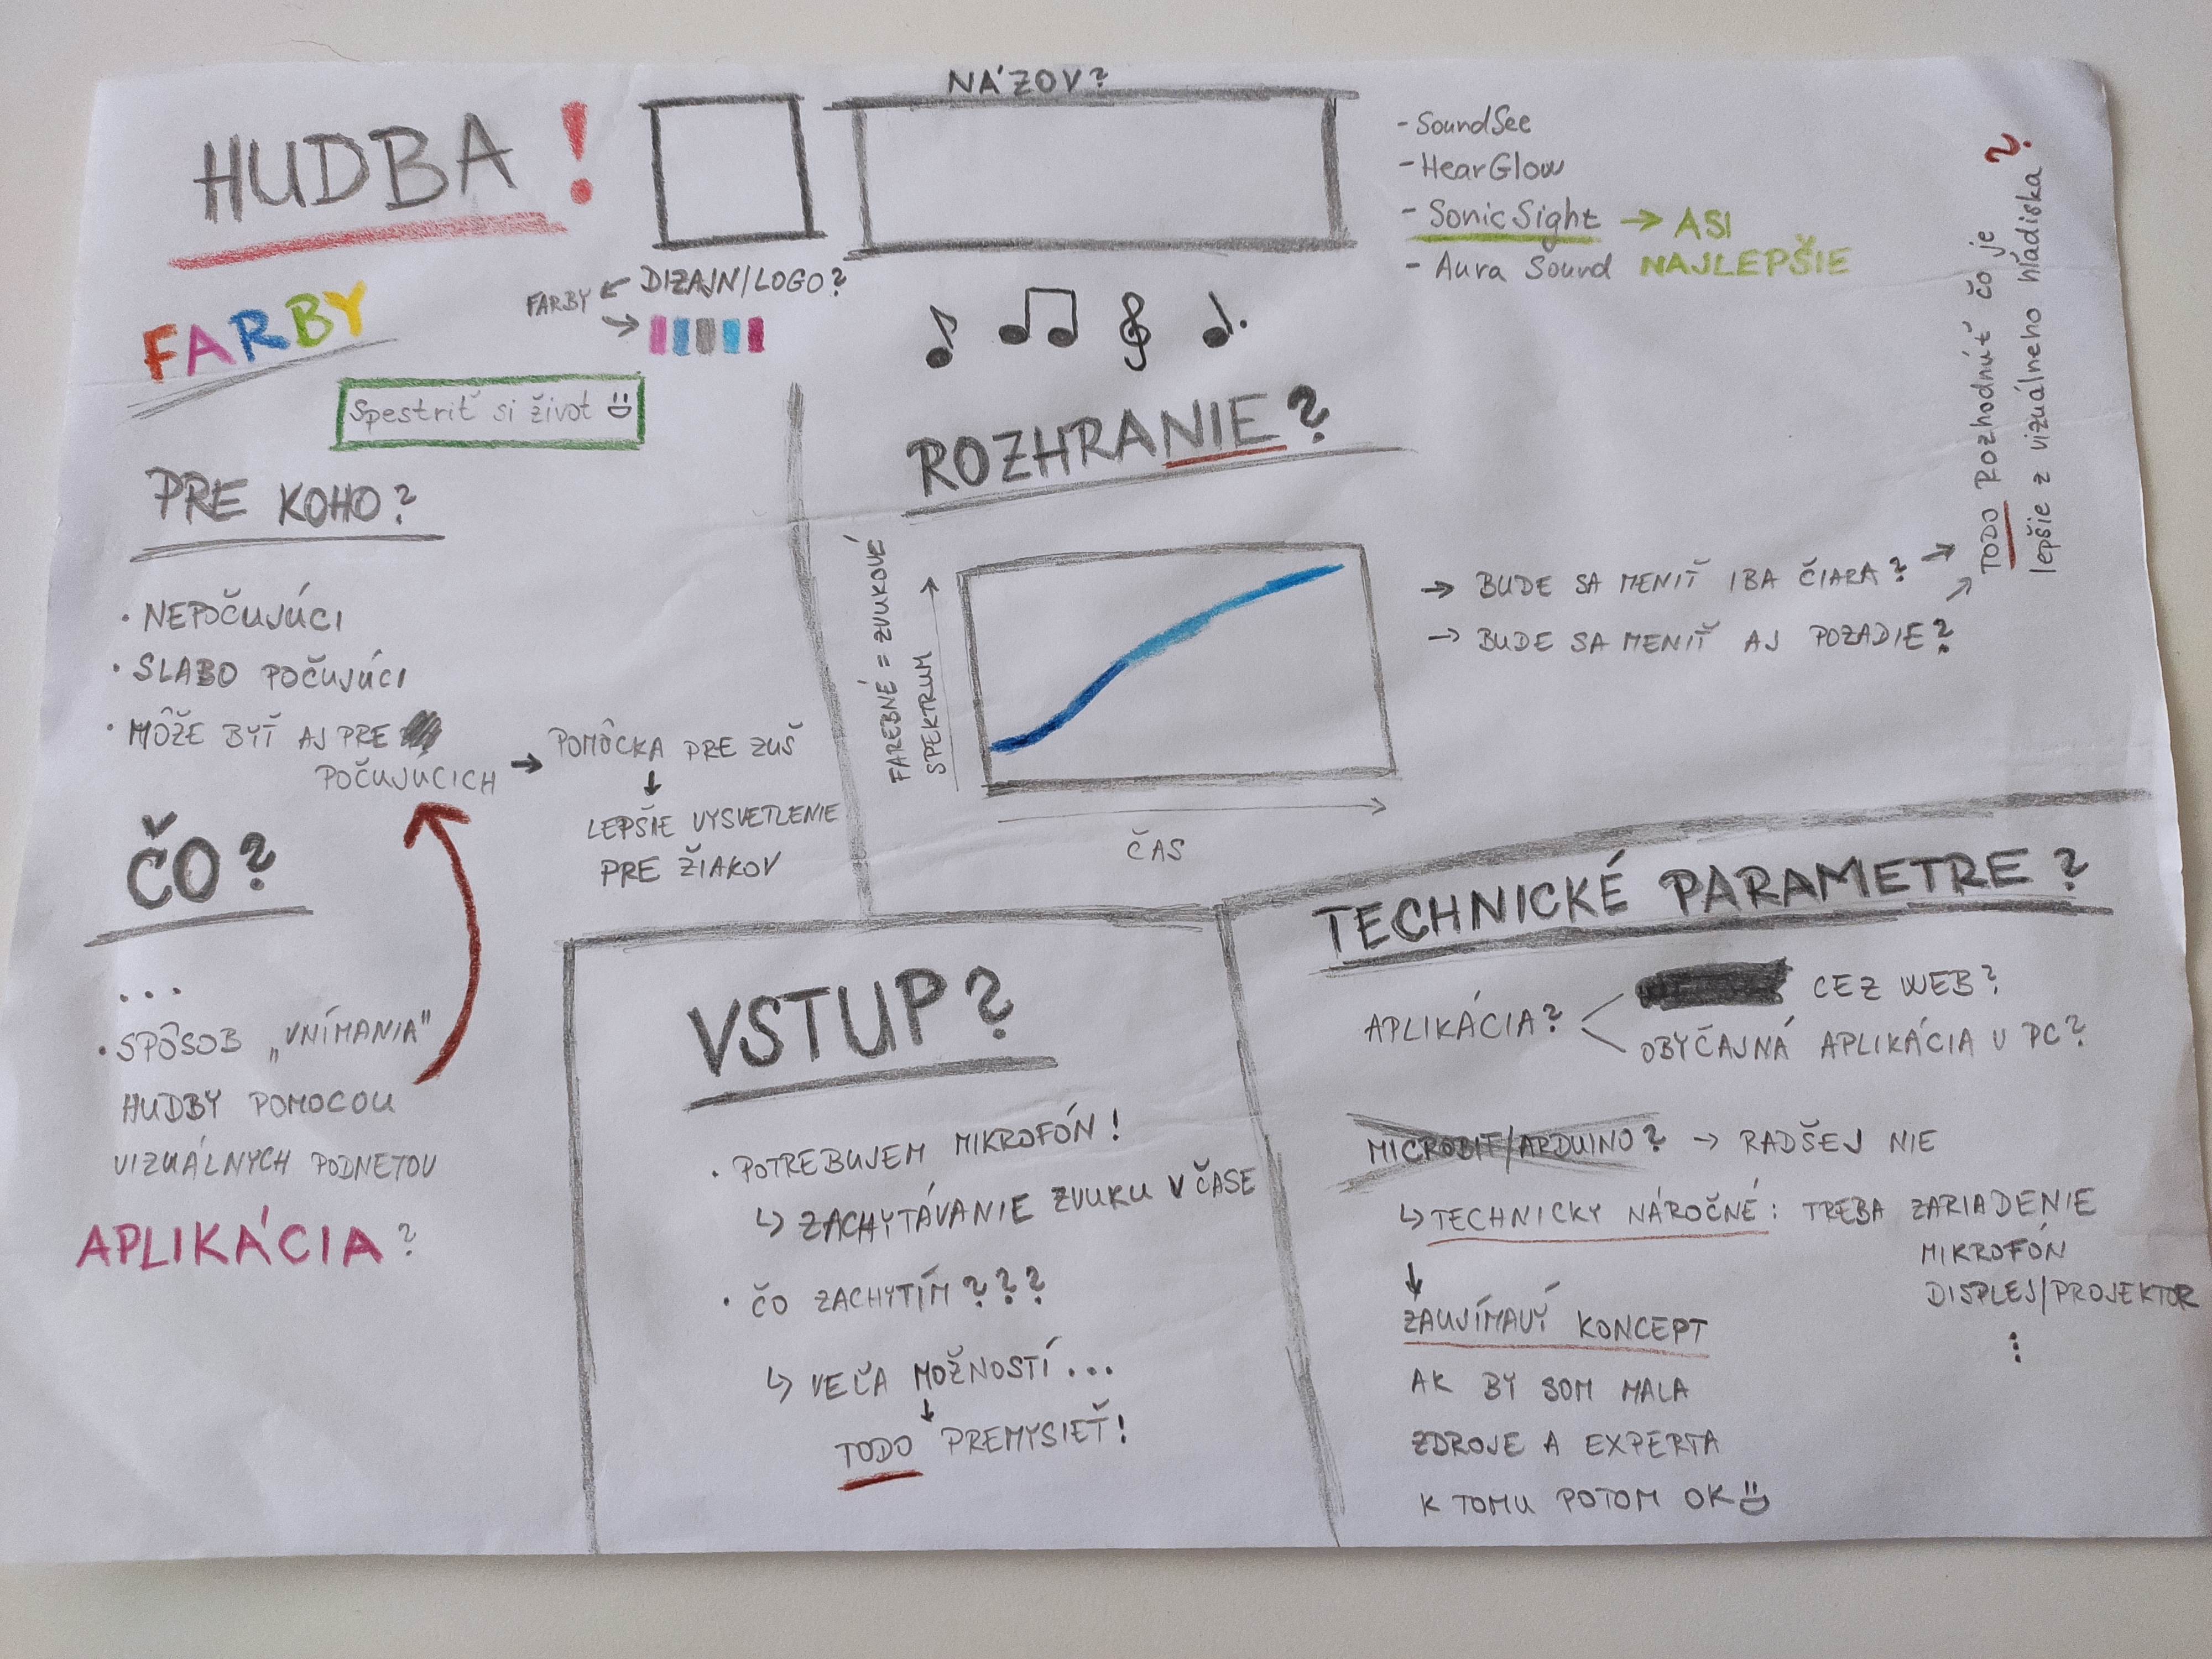 HUDBA!
FARBY
Spestriť si život
PRE KOHO?
• NEPOČUJÚCI
• SLABO POČUJÚCI
• MÔŽE BYŤ AJ PRE
POČUJÚCICH → POMÔCKA PRE ZUŠ
↓
LEPŠIE VYSVETLENIE
PRE ŽIAKOV
ČO?
• • •
• SPÔSOB „VNÍMANIA"
HUDBY POMOCOU
VIZUÁLNYCH PODNETOV
APLIKÁCIA?
NÁZOV?
FARBY ← DIZAJN/LOGO?
- SoundSee
- HearGlow
- SonicSight → ASI
NAJLEPŠIE
- Aura Sound
ROZHRANIE?
FAREBNÉ = ZVUKOVÉ
SPEKTRUM
ČAS
→ BUDE SA MENIŤ IBA ČIARA? →
→ BUDE SA MENIŤ AJ POZADIE?
TODO Rozhodnúť čo je
lepšie z vizuálneho hľadiska?
VSTUP?
• POTREBUJEM MIKROFÓN!
↳ ZACHYTÁVANIE ZVUKU V ČASE
• ČO ZACHYTÍM???
↳ VEĽA MOŽNOSTÍ...
↓
TODO PREMYSIEŤ!
TECHNICKÉ PARAMETRE?
APLIKÁCIA?
CEZ WEB?
OBYČAJNÁ APLIKÁCIA V PC?
MICROBIT/ARDUINO? → RADŠEJ NIE
↳ TECHNICKY NÁROČNÉ: TREBA ZARIADENIE
MIKROFÓN
DISPLEJ/PROJEKTOR
⋮
↓
ZAUJÍMAVÝ KONCEPT
AK BY SOM MALA
ZDROJE A EXPERTA
K TOMU POTOM OK